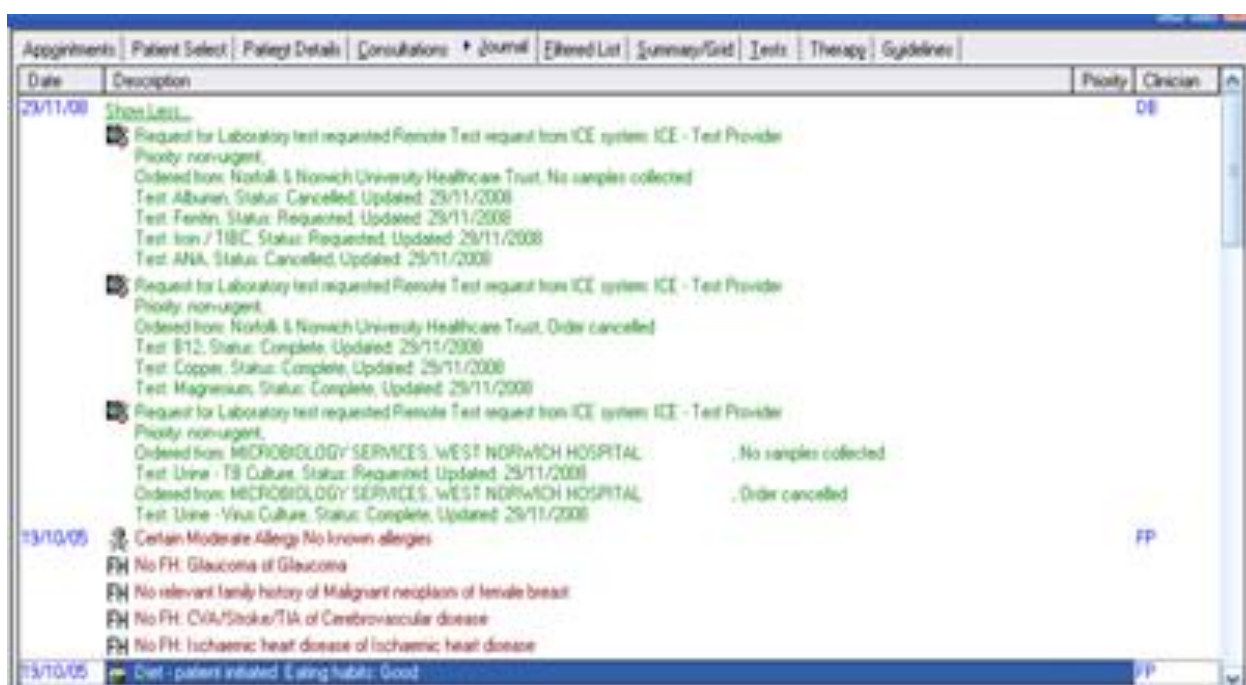 Appointments Patient Select Patient Details Consultations Journal Filtered List Summary/Grid Tests Therapy Guidelines
Date Description Priority Clinician
29/11/08 Show Less... DB
Request for Laboratory test requested Remote Test request from ICE system: ICE - Test Provider
Priority: non-urgent,
Ordered from: Norfolk & Norwich University Healthcare Trust, No samples collected
Test: Albumin, Status: Cancelled, Updated: 29/11/2008
Test: Ferritin, Status: Requested, Updated: 29/11/2008
Test: Iron / TIBC, Status: Requested, Updated: 29/11/2008
Test: ANA, Status: Cancelled, Updated: 29/11/2008
Request for Laboratory test requested Remote Test request from ICE system: ICE - Test Provider
Priority: non-urgent,
Ordered from: Norfolk & Norwich University Healthcare Trust, Order cancelled
Test: B12, Status: Complete, Updated: 29/11/2008
Test: Copper, Status: Complete, Updated: 29/11/2008
Test: Magnesium, Status: Complete, Updated: 29/11/2008
Request for Laboratory test requested Remote Test request from ICE system: ICE - Test Provider
Priority: non-urgent,
Ordered from: MICROBIOLOGY SERVICES, WEST NORWICH HOSPITAL , No samples collected
Test: Urine - TB Culture, Status: Requested, Updated: 29/11/2008
Ordered from: MICROBIOLOGY SERVICES, WEST NORWICH HOSPITAL , Order cancelled
Test: Urine - Virus Culture, Status: Complete, Updated: 29/11/2008
19/10/05 Certain Moderate Allergy No known allergies FP
FH No FH: Glaucoma of Glaucoma
FH No relevant family history of Malignant neoplasm of female breast
FH No FH: CVA/Stroke/TIA of Cerebrovascular disease
FH No FH: Ischaemic heart disease of Ischaemic heart disease
19/10/05 Diet - patient initiated Eating habits: Good FP